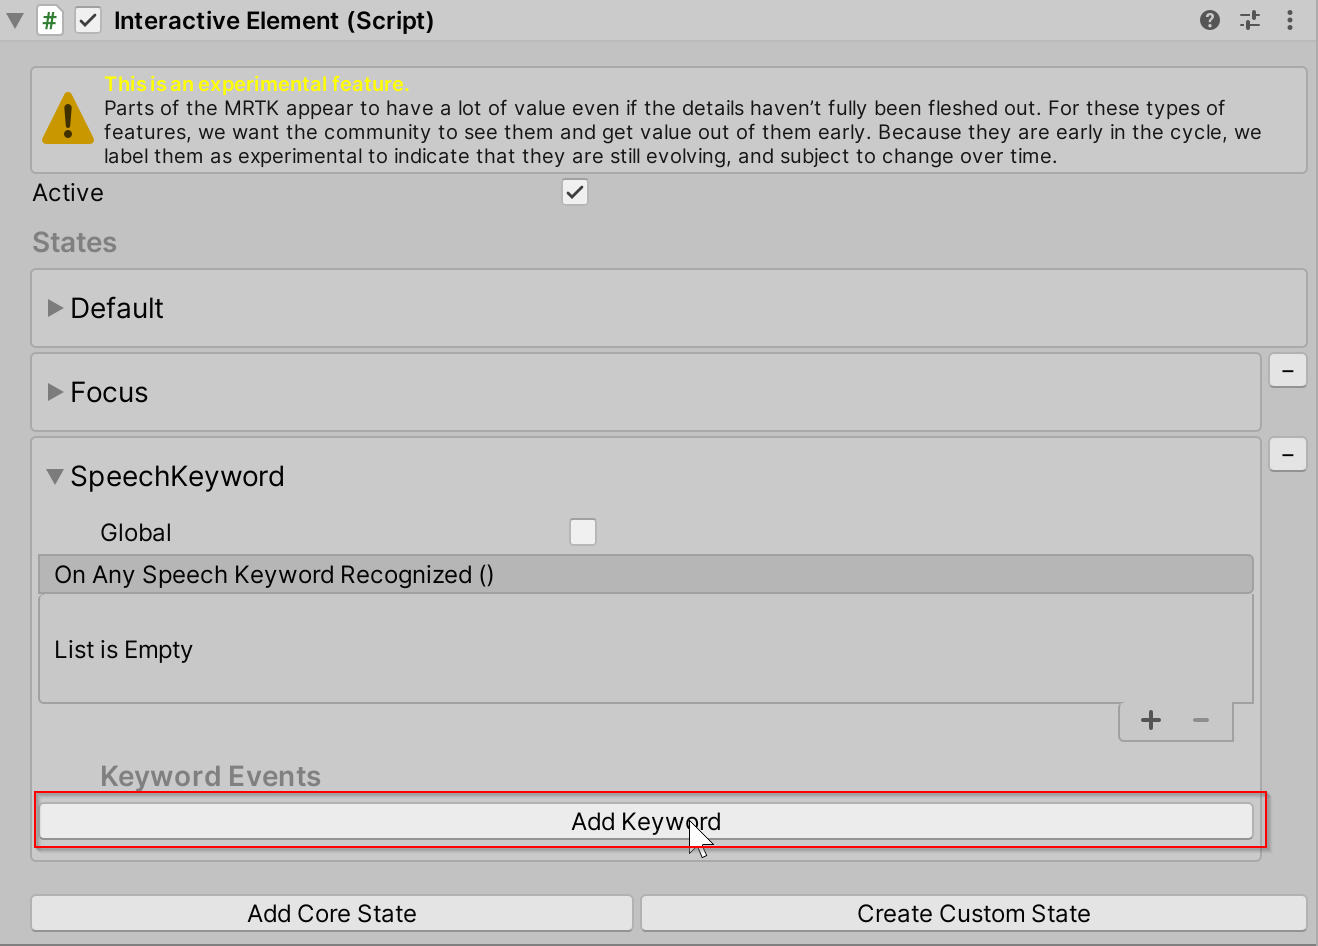 Interactive Element (Script)
This is an experimental feature.
Parts of the MRTK appear to have a lot of value even if the details haven’t fully been fleshed out. For these types of
features, we want the community to see them and get value out of them early. Because they are early in the cycle, we
label them as experimental to indicate that they are still evolving, and subject to change over time.
Active
States
Default
Focus
SpeechKeyword
Global
On Any Speech Keyword Recognized ()
List is Empty
Keyword Events
Add Keyword
Add Core State
Create Custom State